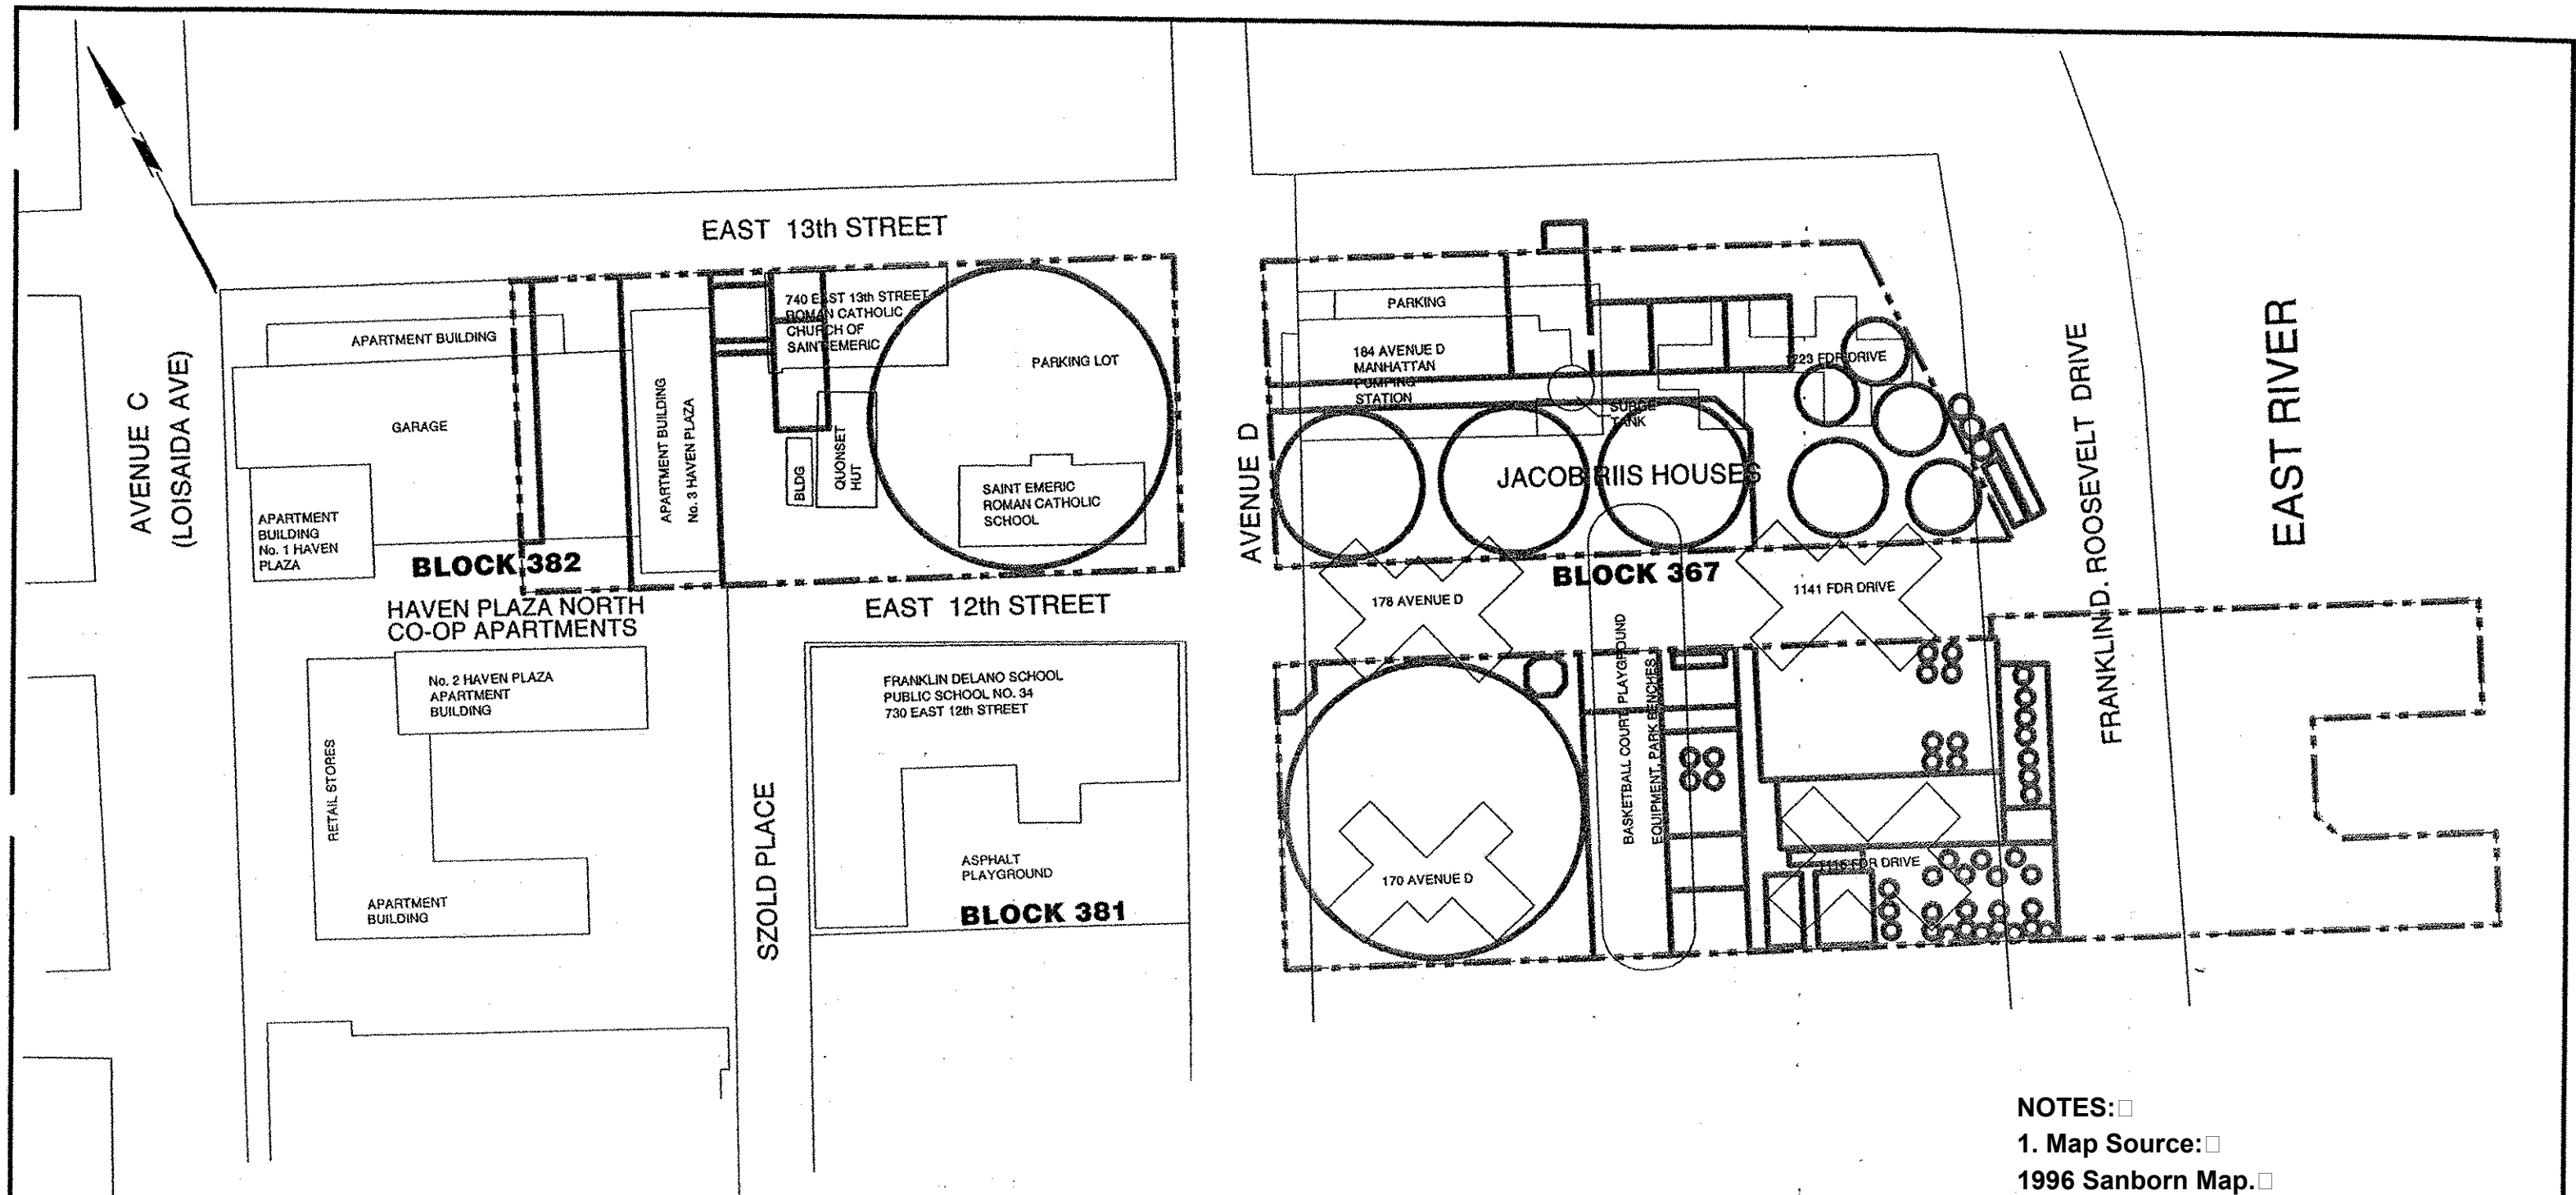 EAST 13th STREET
AVENUE C
(LOISAIDA AVE)
APARTMENT BUILDING
GARAGE
APARTMENT
BUILDING
No. 1 HAVEN
PLAZA
BLOCK 382
HAVEN PLAZA NORTH
CO-OP APARTMENTS
APARTMENT BUILDING
No. 3 HAVEN PLAZA
740 EAST 13th STREET
ROMAN CATHOLIC
CHURCH OF
SAINT EMERIC
BLDG
QUONSET
HUT
PARKING LOT
SAINT EMERIC
ROMAN CATHOLIC
SCHOOL
EAST 12th STREET
No. 2 HAVEN PLAZA
APARTMENT
BUILDING
RETAIL STORES
APARTMENT
BUILDING
SZOLD PLACE
FRANKLIN DELANO SCHOOL
PUBLIC SCHOOL NO. 34
730 EAST 12th STREET
ASPHALT
PLAYGROUND
BLOCK 381
AVENUE D
PARKING
184 AVENUE D
MANHATTAN
PUMPING
STATION
SURGE
TANK
1223 FDR DRIVE
JACOB RIIS HOUSES
BLOCK 367
178 AVENUE D
1141 FDR DRIVE
BASKETBALL COURT, PLAYGROUND
EQUIPMENT, PARK BENCHES
170 AVENUE D
1115 FDR DRIVE
FRANKLIN D. ROOSEVELT DRIVE
EAST RIVER
NOTES:
1. Map Source:
1996 Sanborn Map.